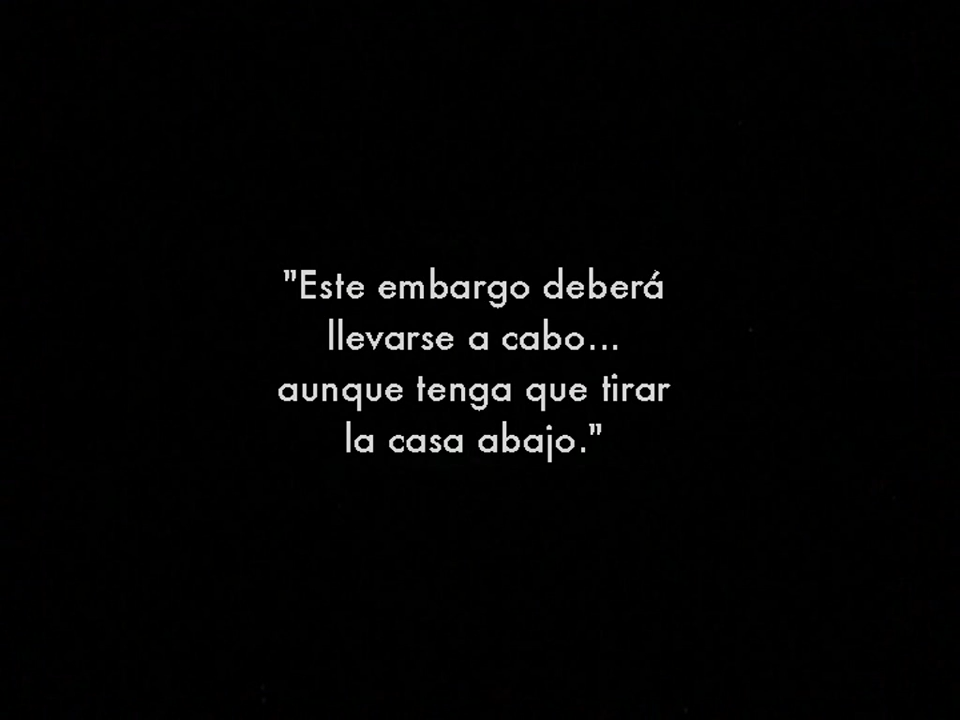 "Este embargo deberá
llevarse a cabo...
aunque tenga que tirar
la casa abajo."